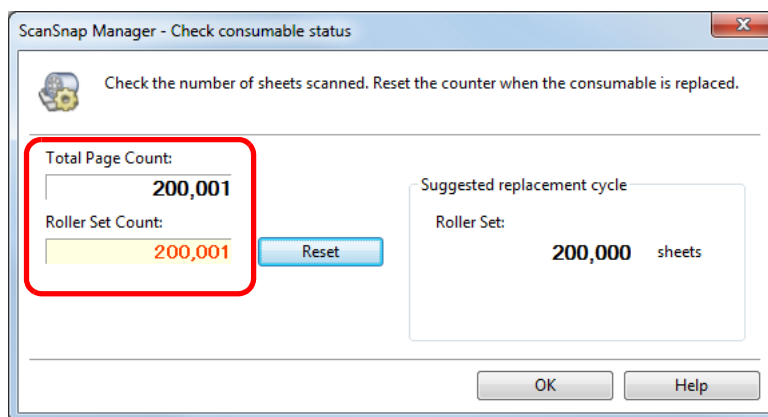 ScanSnap Manager - Check consumable status
Check the number of sheets scanned. Reset the counter when the consumable is replaced.
Total Page Count:
200,001
Roller Set Count:
200,001
Reset
Suggested replacement cycle
Roller Set:
200,000 sheets
OK
Help